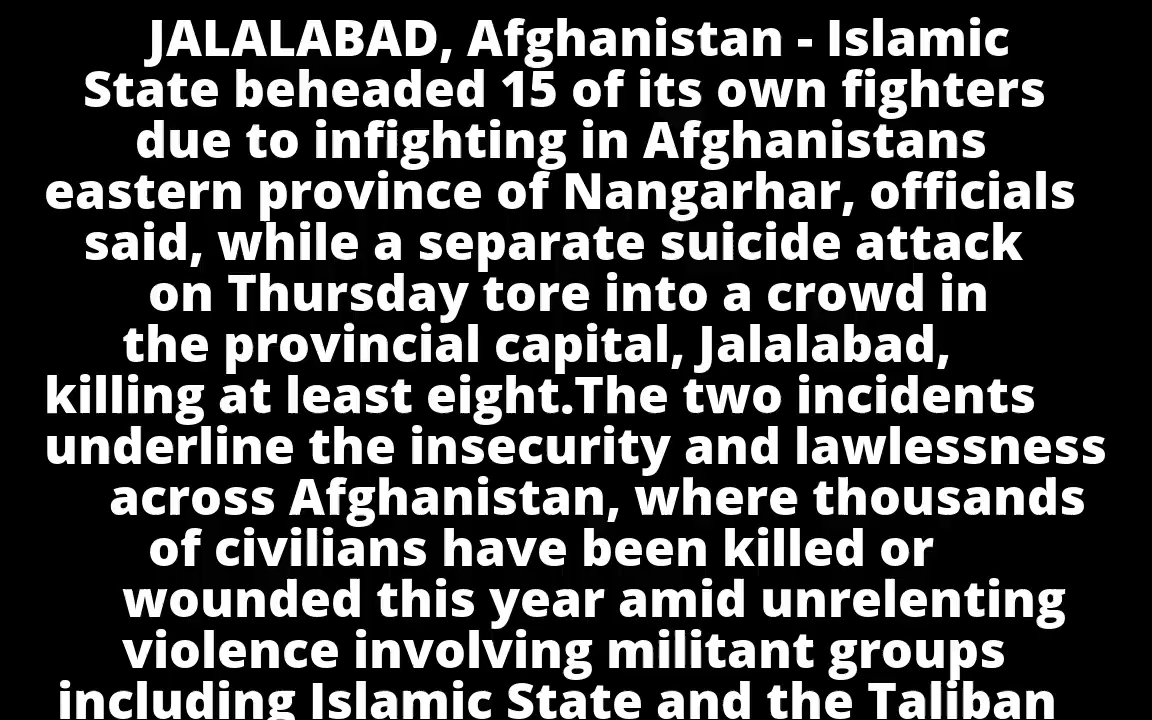 JALALABAD, Afghanistan - Islamic
State beheaded 15 of its own fighters
due to infighting in Afghanistans
eastern province of Nangarhar, officials
said, while a separate suicide attack
on Thursday tore into a crowd in
the provincial capital, Jalalabad,
killing at least eight.The two incidents
underline the insecurity and lawlessness
across Afghanistan, where thousands
of civilians have been killed or
wounded this year amid unrelenting
violence involving militant groups
including Islamic State and the Taliban